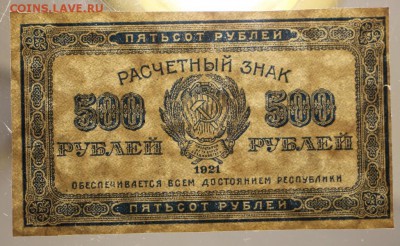 COINS.LAVE.RU
ПЯТЬСОТ РУБЛЕЙ
РАСЧЕТНЫЙ ЗНАК
500 500
РУБЛЕЙ РУБЛЕЙ
1921
ОБЕСПЕЧИВАЕТСЯ ВСЕМ ДОСТОЯНИЕМ РЕСПУБЛИКИ
ПЯТЬСОТ РУБЛЕЙ